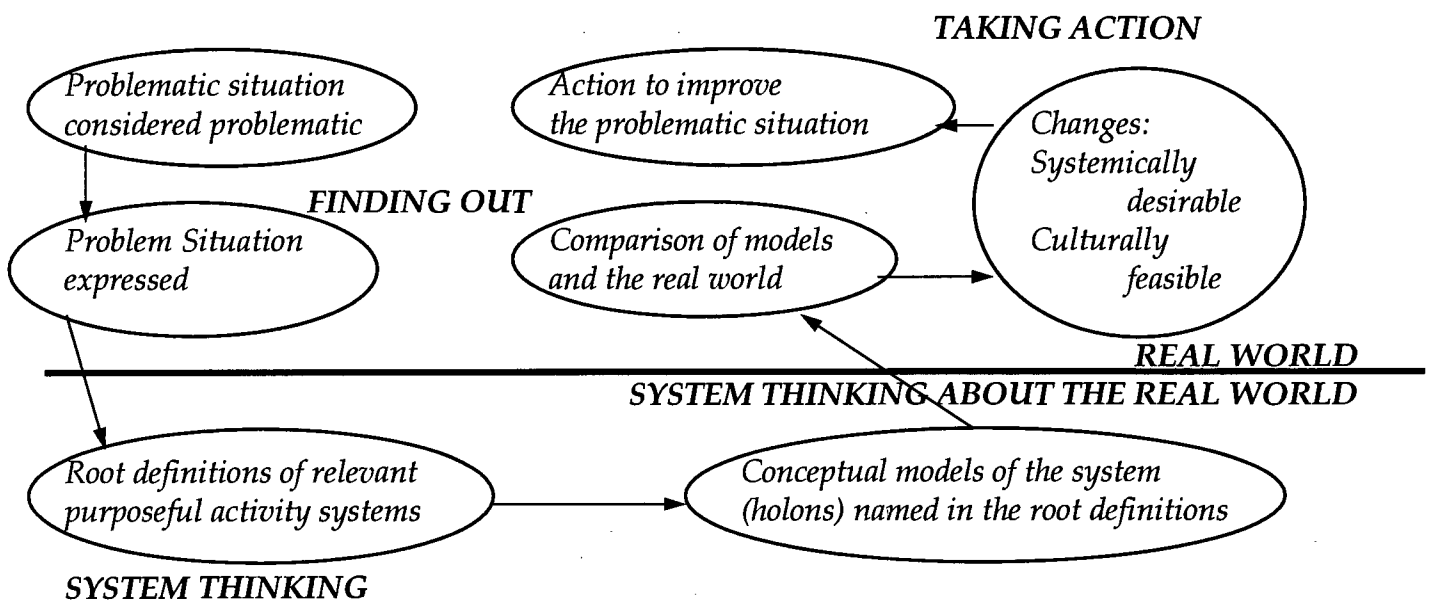 TAKING ACTION
Problematic situation
considered problematic
Action to improve
the problematic situation
Changes:
Systemically
desirable
Culturally
feasible
FINDING OUT
Problem Situation
expressed
Comparison of models
and the real world
REAL WORLD
SYSTEM THINKING ABOUT THE REAL WORLD
Root definitions of relevant
purposeful activity systems
Conceptual models of the system
(holons) named in the root definitions
SYSTEM THINKING